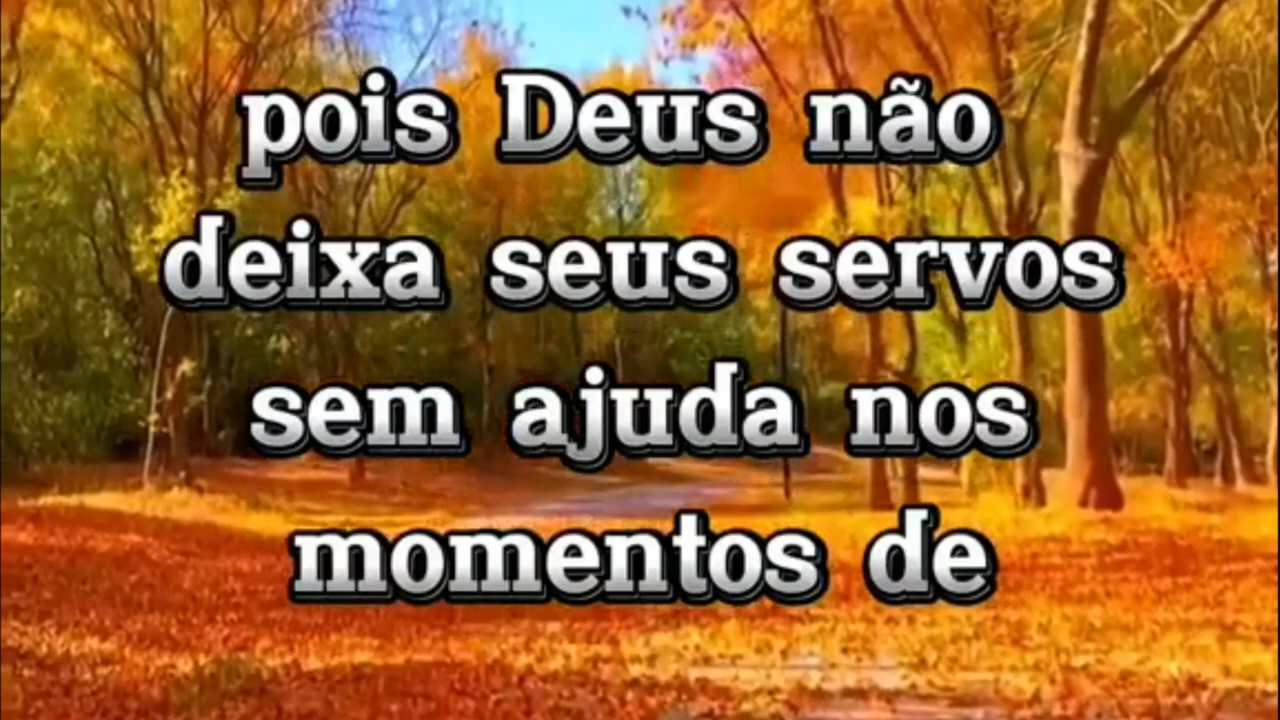 pois Deus não
deixa seus servos
sem ajuda nos
momentos de